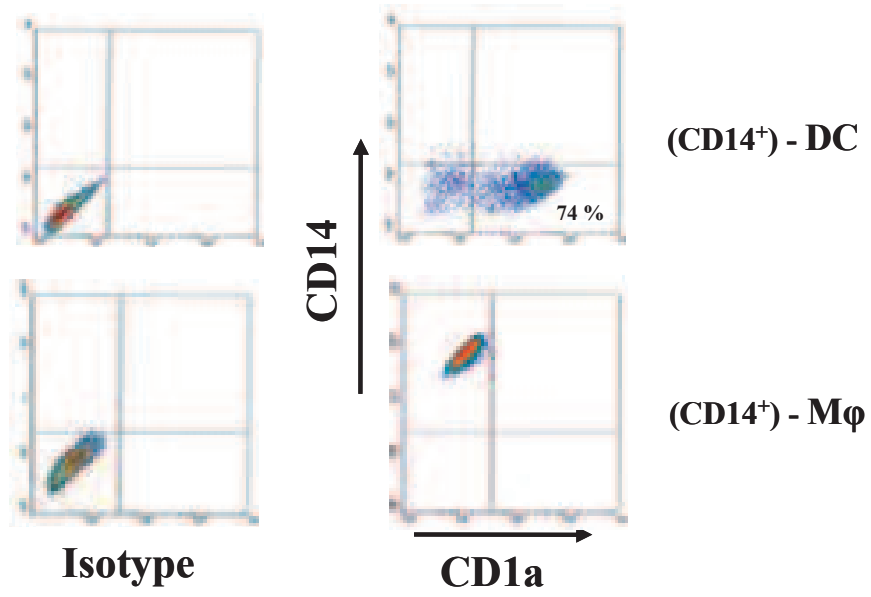 (CD14⁺) - DC
74 %
CD14
(CD14⁺) - Mφ
Isotype
CD1a